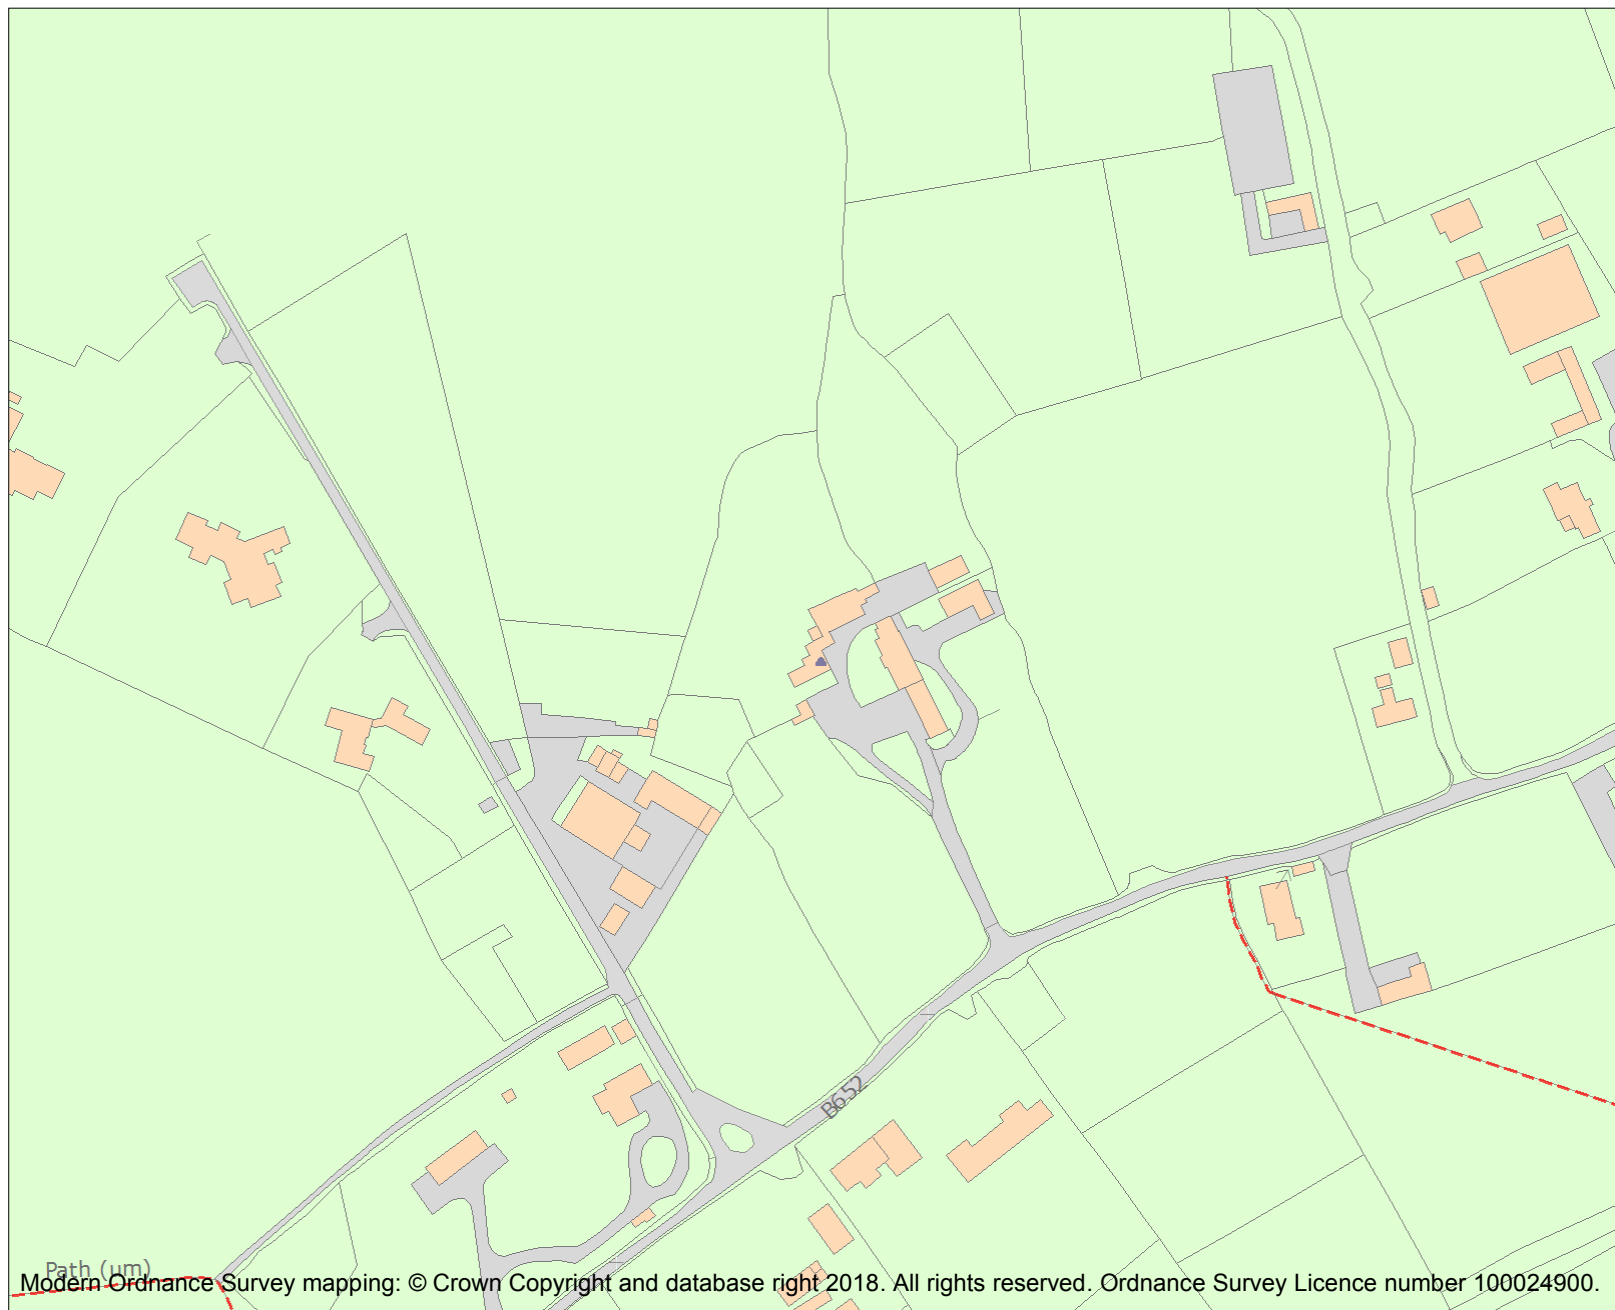 B652
Path (um)
Modern Ordnance Survey mapping: © Crown Copyright and database right 2018. All rights reserved. Ordnance Survey Licence number 100024900.